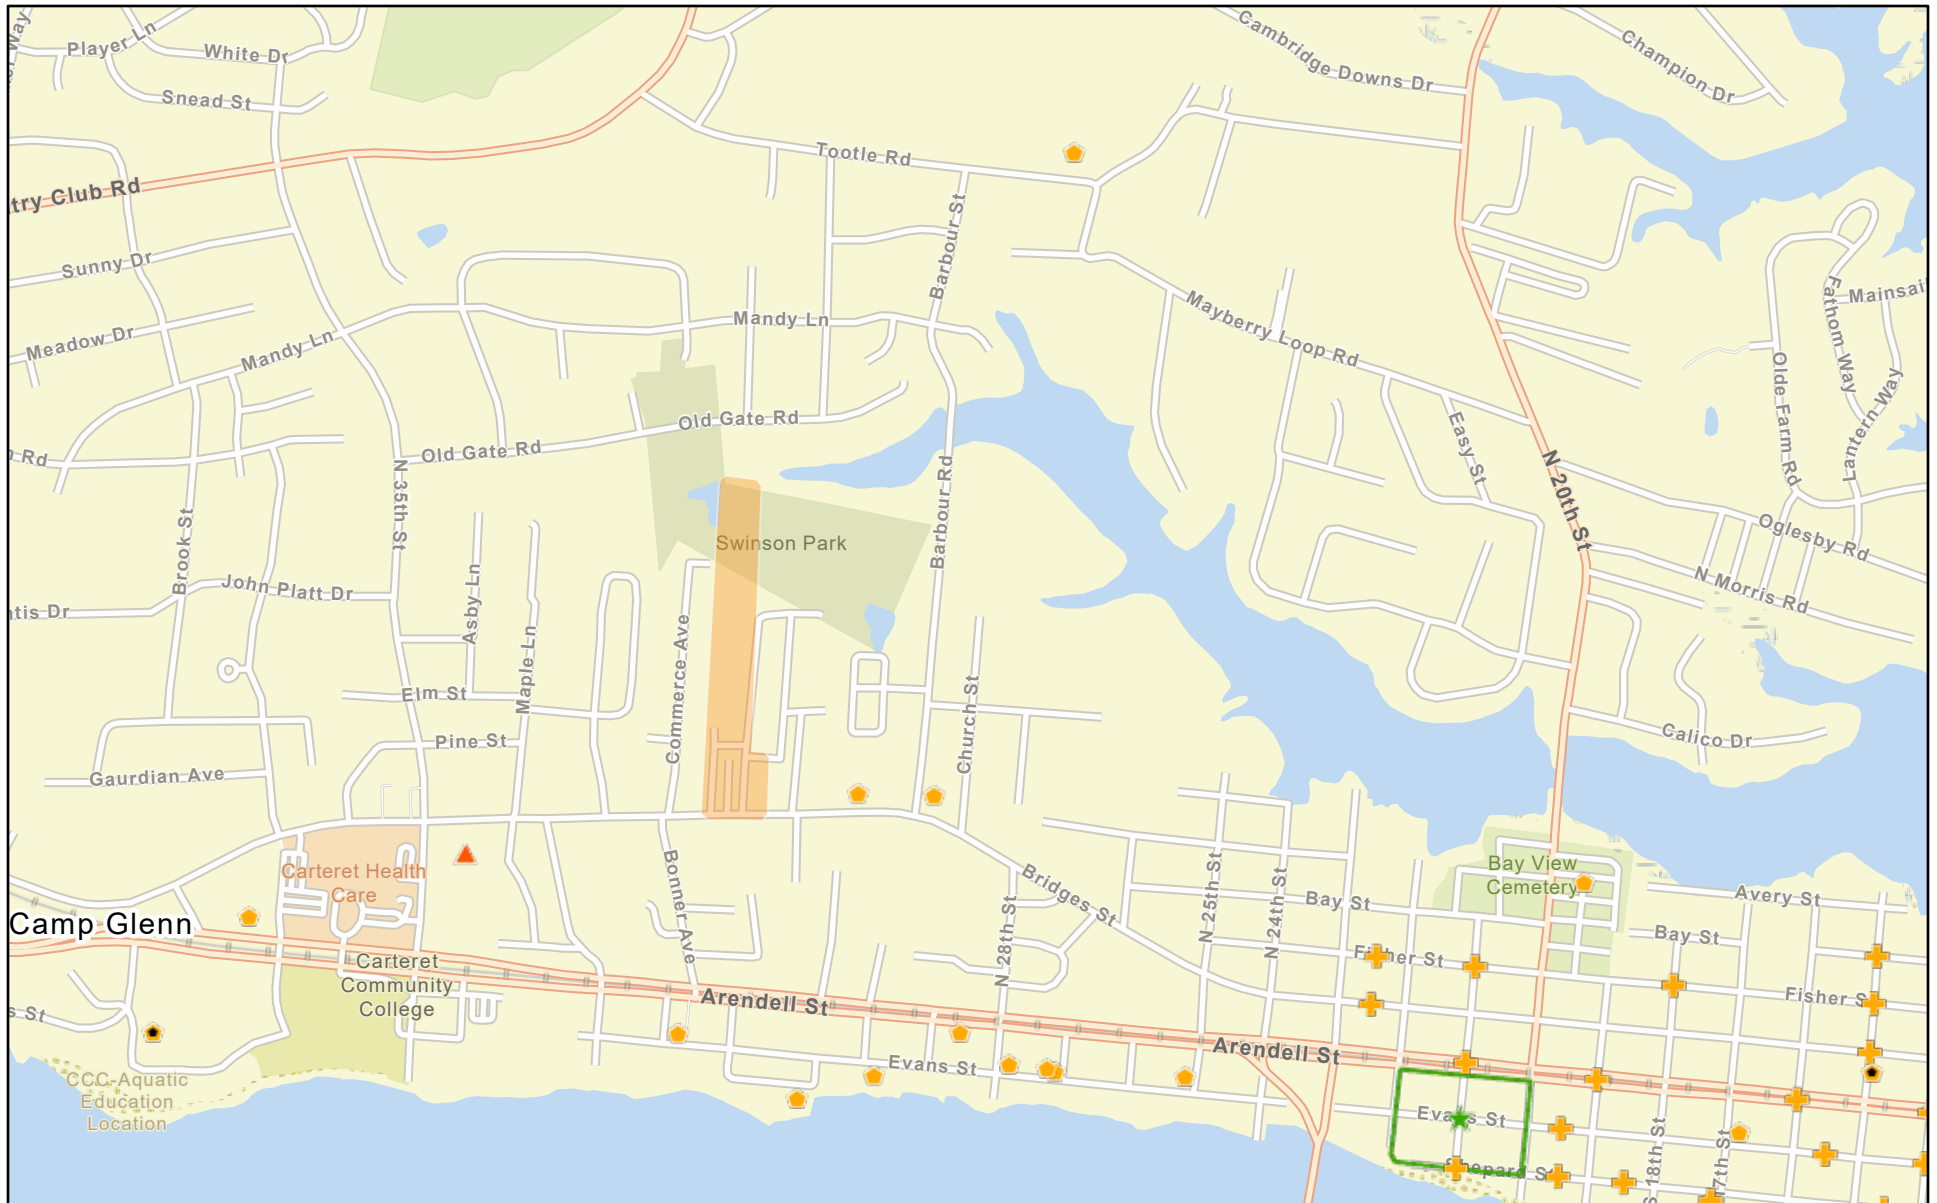 Player Ln
White Dr
Snead St
Cambridge Downs Dr
Champion Dr
Tootle Rd
try Club Rd
Barbour St
Sunny Dr
Mandy Ln
Mayberry Loop Rd
Fathom Way
Mainsai
Meadow Dr
Mandy Ln
Olde Farm Rd
Lantern Way
Old Gate Rd
Old Gate Rd
Easy St
N 20th St
Rd
N 35th St
Barbour Rd
Brook St
Swinson Park
Oglesby Rd
John Platt Dr
Asby Ln
N Morris Rd
ntis Dr
Maple Ln
Commerce Ave
Elm St
Church St
Pine St
Calico Dr
Gaurdian Ave
Carteret Health
Care
Bonner Ave
Bridges St
N 25th St
N 24th St
Bay View
Cemetery
Bay St
Avery St
Camp Glenn
N 28th St
Bay St
Fisher St
Carteret
Community
College
Arendell St
Fisher S
s St
Arendell St
Evans St
CCC-Aquatic
Education
Location
Evans St
Shepard St
S 18th St
17th St